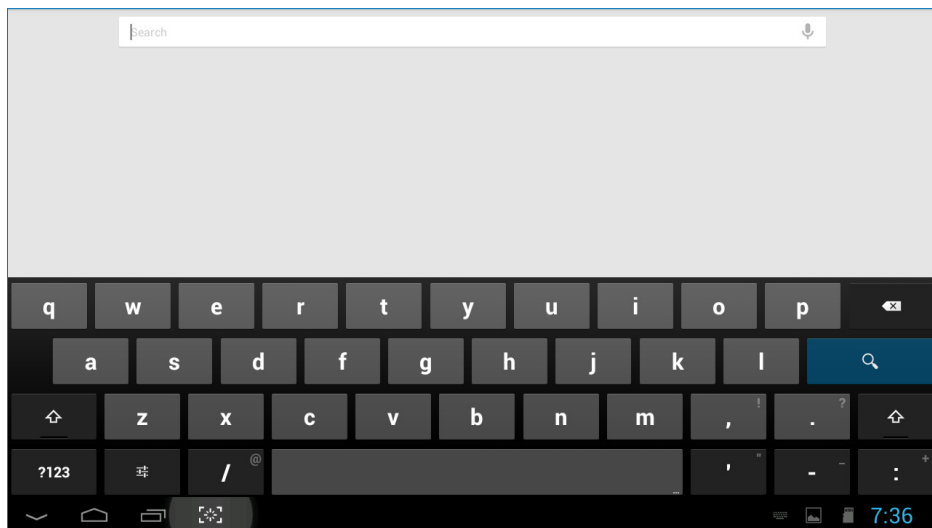 Search
q w e r t y u i o p
a s d f g h j k l
z x c v b n m , ! . ?
?123 / @ ... ' " - _ : +
7:36